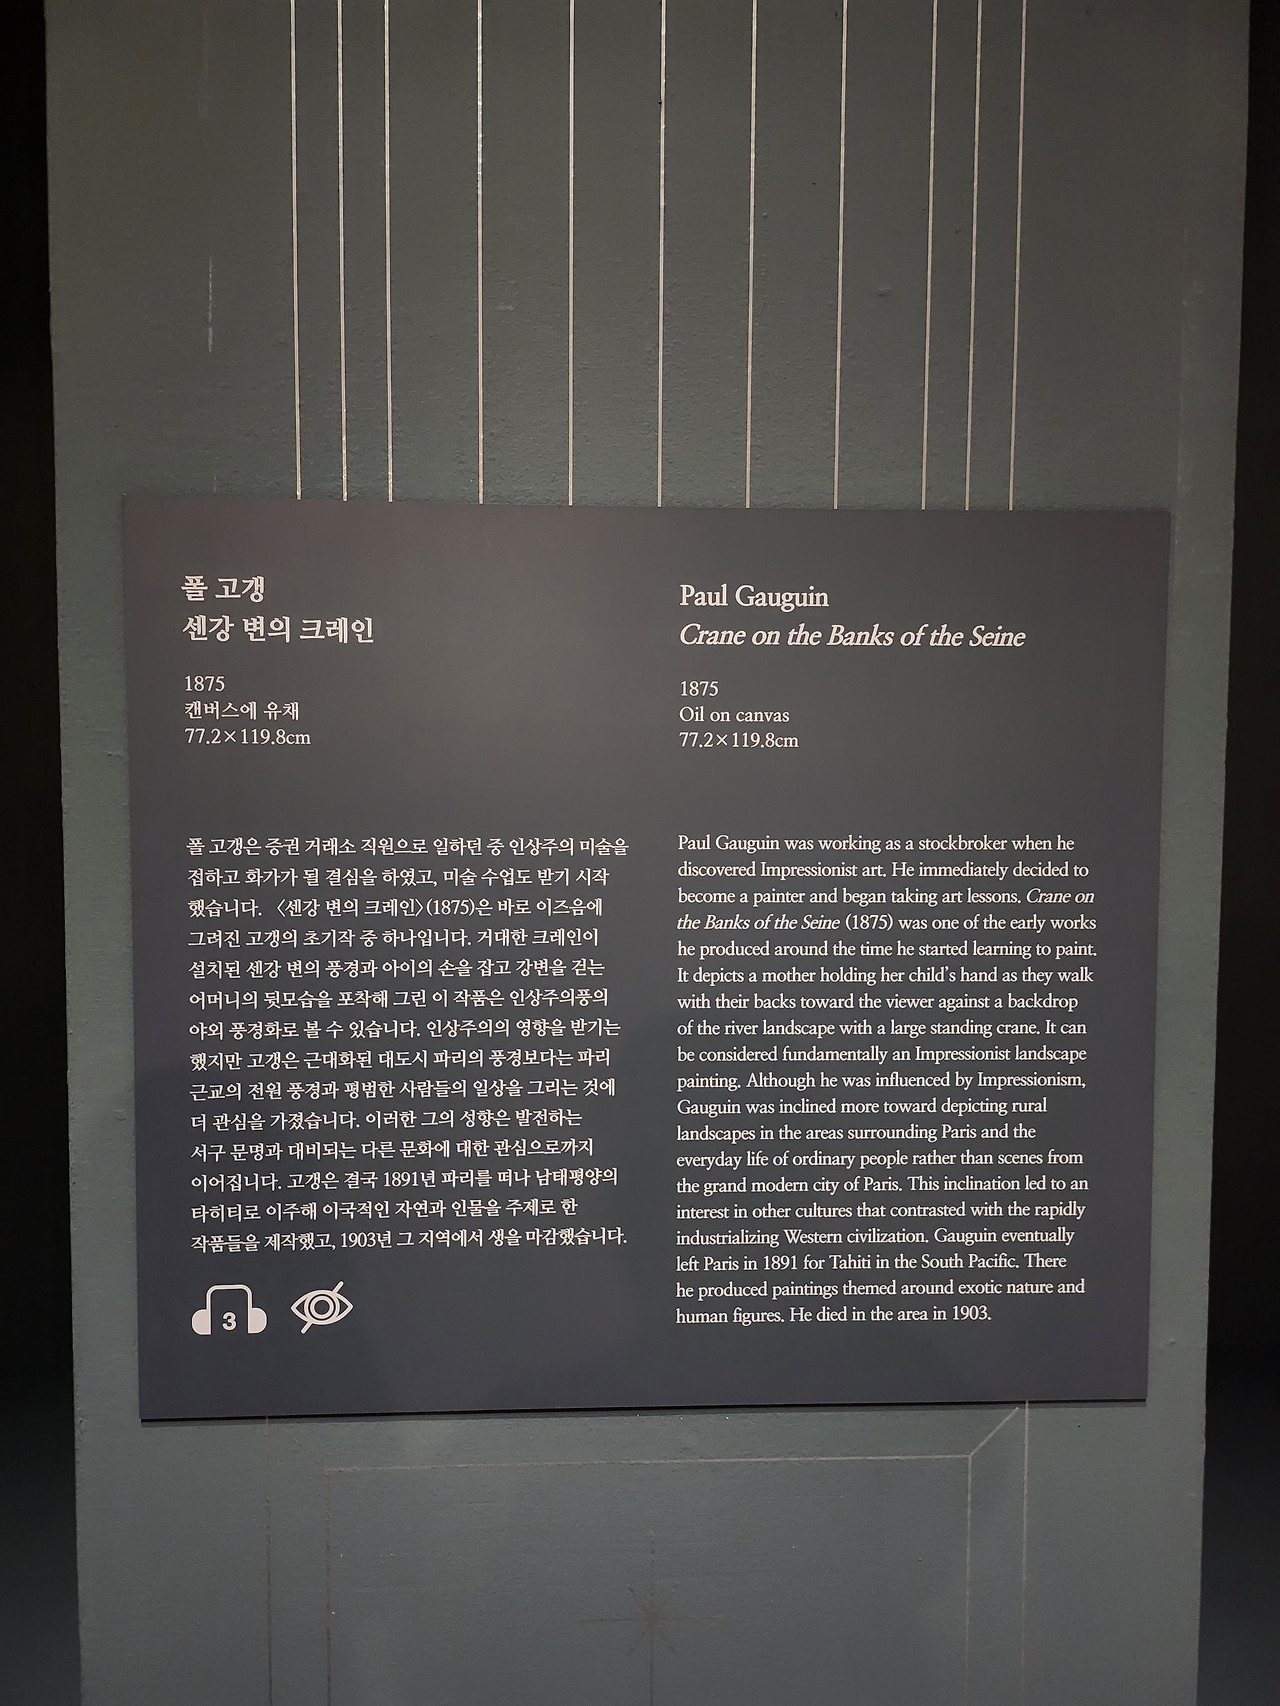 폴 고갱
센강 변의 크레인
1875
캔버스에 유채
77.2×119.8cm
폴 고갱은 증권 거래소 직원으로 일하던 중 인상주의 미술을
접하고 화가가 될 결심을 하였고, 미술 수업도 받기 시작
했습니다. 〈센강 변의 크레인〉(1875)은 바로 이즈음에
그려진 고갱의 초기작 중 하나입니다. 거대한 크레인이
설치된 센강 변의 풍경과 아이의 손을 잡고 강변을 걷는
어머니의 뒷모습을 포착해 그린 이 작품은 인상주의풍의
야외 풍경화로 볼 수 있습니다. 인상주의의 영향을 받기는
했지만 고갱은 근대화된 대도시 파리의 풍경보다는 파리
근교의 전원 풍경과 평범한 사람들의 일상을 그리는 것에
더 관심을 가졌습니다. 이러한 그의 성향은 발전하는
서구 문명과 대비되는 다른 문화에 대한 관심으로까지
이어집니다. 고갱은 결국 1891년 파리를 떠나 남태평양의
타히티로 이주해 이국적인 자연과 인물을 주제로 한
작품들을 제작했고, 1903년 그 지역에서 생을 마감했습니다.
3
Paul Gauguin
Crane on the Banks of the Seine
1875
Oil on canvas
77.2×119.8cm
Paul Gauguin was working as a stockbroker when he
discovered Impressionist art. He immediately decided to
become a painter and began taking art lessons. Crane on
the Banks of the Seine (1875) was one of the early works
he produced around the time he started learning to paint.
It depicts a mother holding her child's hand as they walk
with their backs toward the viewer against a backdrop
of the river landscape with a large standing crane. It can
be considered fundamentally an Impressionist landscape
painting. Although he was influenced by Impressionism,
Gauguin was inclined more toward depicting rural
landscapes in the areas surrounding Paris and the
everyday life of ordinary people rather than scenes from
the grand modern city of Paris. This inclination led to an
interest in other cultures that contrasted with the rapidly
industrializing Western civilization. Gauguin eventually
left Paris in 1891 for Tahiti in the South Pacific. There
he produced paintings themed around exotic nature and
human figures. He died in the area in 1903.